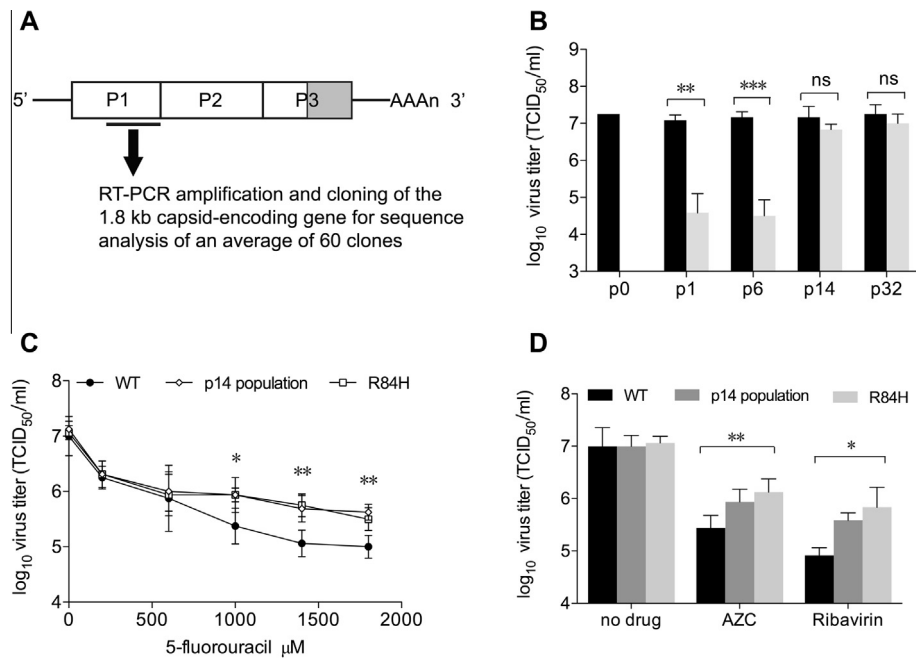 A
5’ P1 P2 P3 AAAn 3’
RT-PCR amplification and cloning of the
1.8 kb capsid-encoding gene for sequence
analysis of an average of 60 clones
B
log10 virus titer (TCID50/ml)
9
8
7
6
5
4
3
** *** ns ns
p0 p1 p6 p14 p32
C
WT p14 population R84H
log10 virus titer (TCID50/ml)
8
7
6
5
4
* ** **
0 500 1000 1500 2000
5-fluorouracil µM
D
WT p14 population R84H
log10 virus titer (TCID50/ml)
8
7
6
5
4
** *
no drug AZC Ribavirin